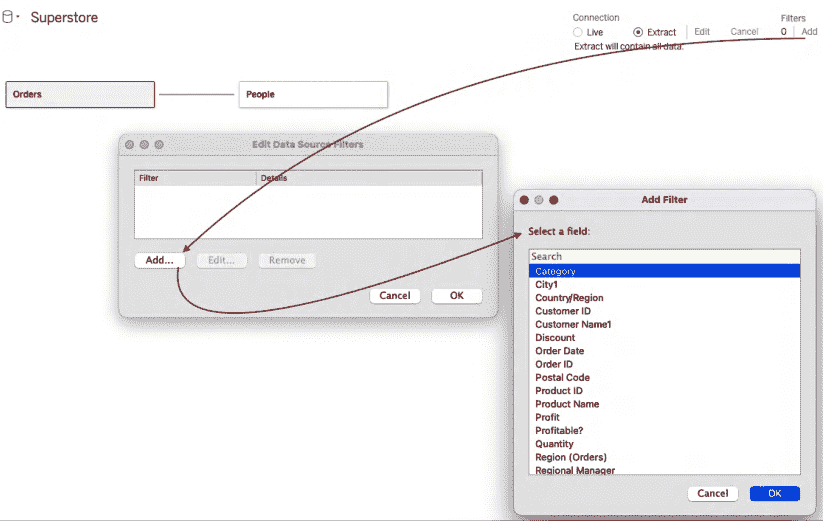 Superstore
Connection
Filters
Live
Extract
Edit
Cancel
0
Add
Extract will contain all data.
Orders
People
Edit Data Source Filters
Filter
Details
Add...
Edit...
Remove
Cancel
OK
Add Filter
Select a field:
Search
Category
City1
Country/Region
Customer ID
Customer Name1
Discount
Order Date
Order ID
Postal Code
Product ID
Product Name
Profit
Profitable?
Quantity
Region (Orders)
Regional Manager
Cancel
OK